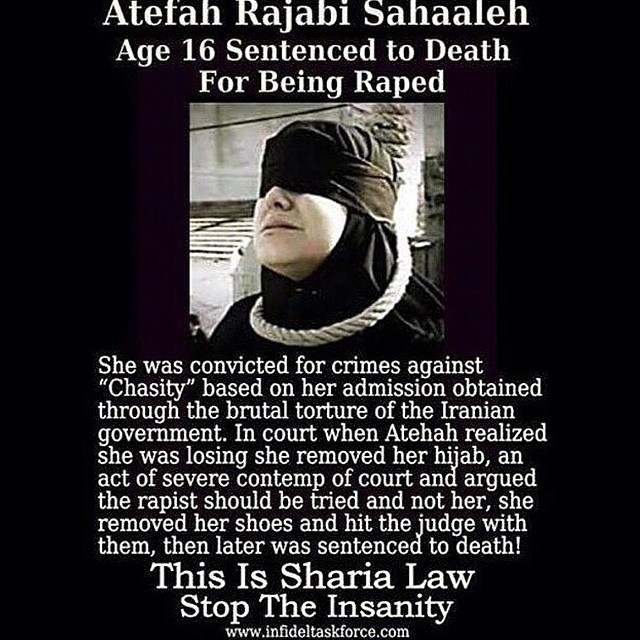 Atefah Rajabi Sahaaleh
Age 16 Sentenced to Death
For Being Raped
She was convicted for crimes against
“Chasity” based on her admission obtained
through the brutal torture of the Iranian
government. In court when Atehah realized
she was losing she removed her hijab, an
act of severe contemp of court and argued
the rapist should be tried and not her, she
removed her shoes and hit the judge with
them, then later was sentenced to death!
This Is Sharia Law
Stop The Insanity
www.infideltaskforce.com